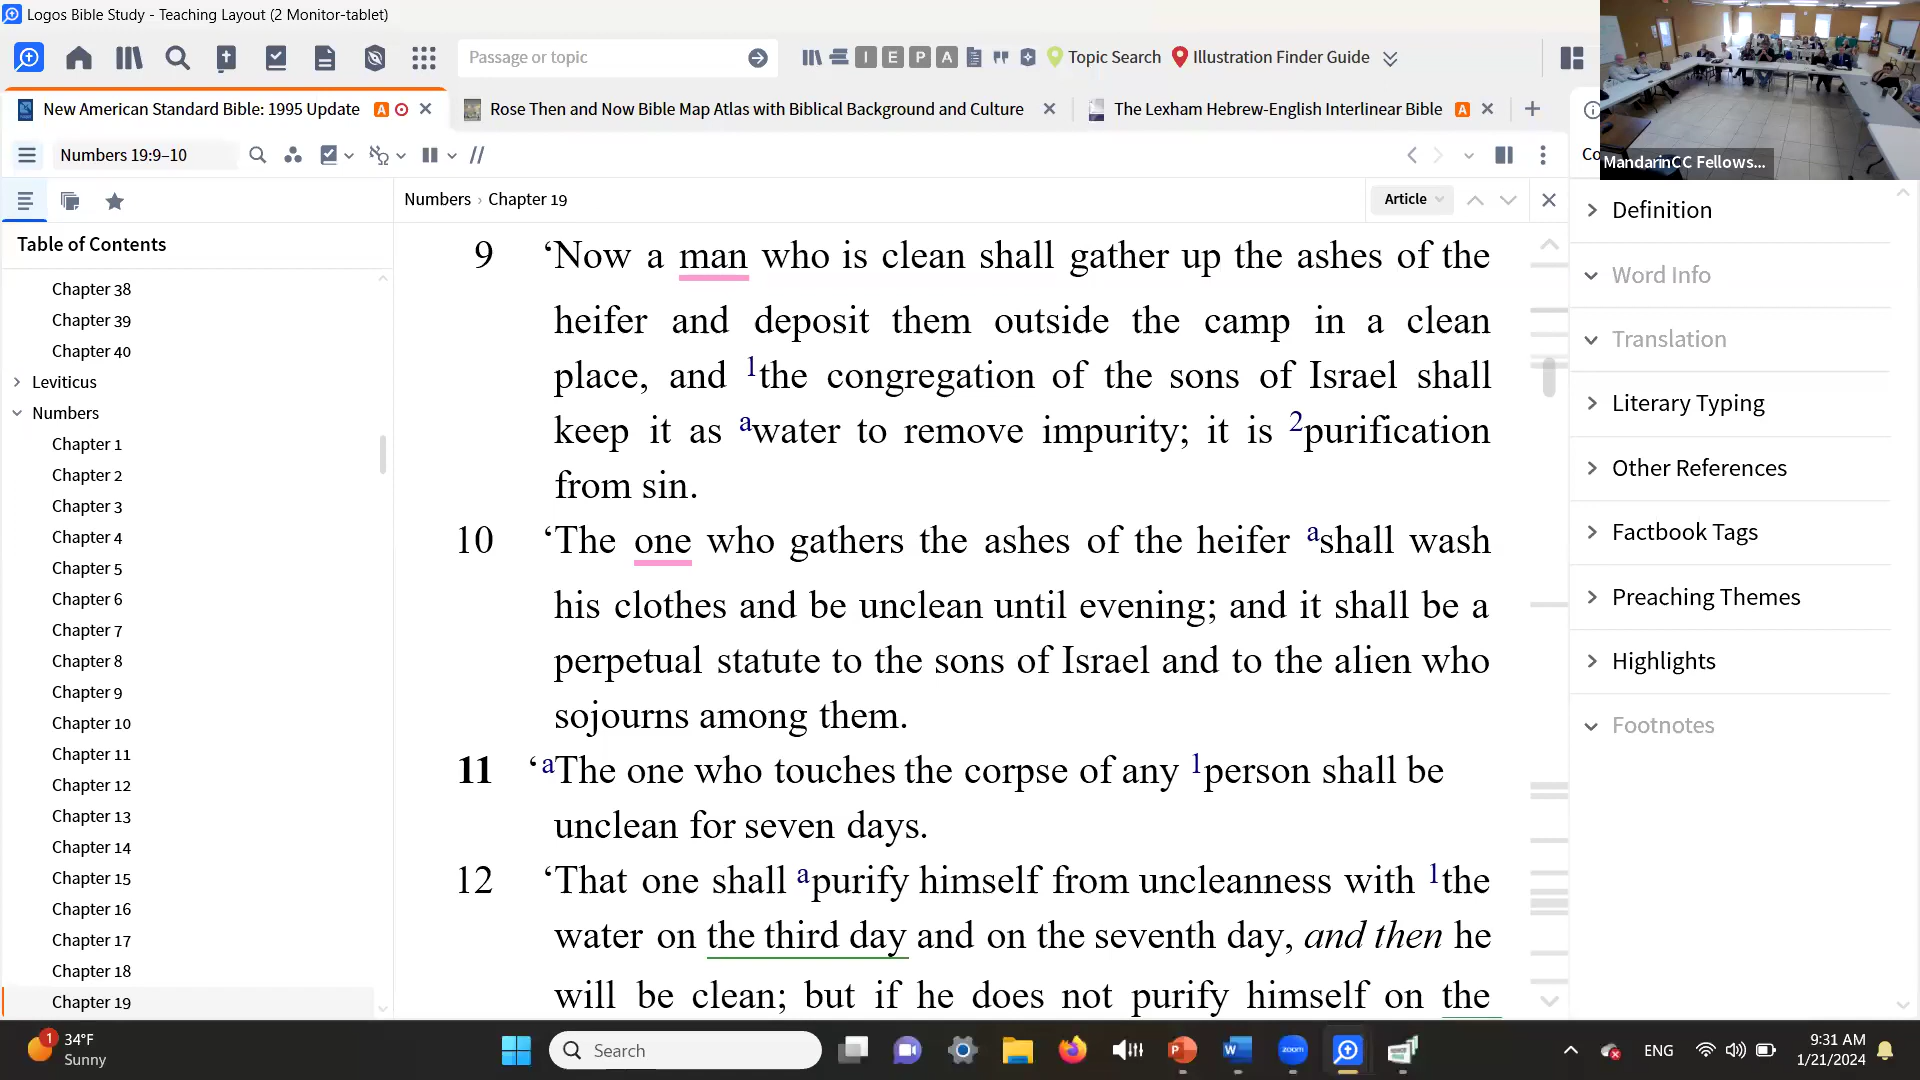 Logos Bible Study - Teaching Layout (2 Monitor-tablet)
Passage or topic
I E P A
Topic Search
Illustration Finder Guide
New American Standard Bible: 1995 Update A
Rose Then and Now Bible Map Atlas with Biblical Background and Culture
The Lexham Hebrew-English Interlinear Bible A
Co
MandarinCC Fellows...
Numbers 19:9–10
Numbers › Chapter 19
Article
Table of Contents
Chapter 38
Chapter 39
Chapter 40
Leviticus
Numbers
Chapter 1
Chapter 2
Chapter 3
Chapter 4
Chapter 5
Chapter 6
Chapter 7
Chapter 8
Chapter 9
Chapter 10
Chapter 11
Chapter 12
Chapter 13
Chapter 14
Chapter 15
Chapter 16
Chapter 17
Chapter 18
Chapter 19
9 ‘Now a man who is clean shall gather up the ashes of the
heifer and deposit them outside the camp in a clean
place, and 1the congregation of the sons of Israel shall
keep it as awater to remove impurity; it is 2purification
from sin.
10 ‘The one who gathers the ashes of the heifer ashall wash
his clothes and be unclean until evening; and it shall be a
perpetual statute to the sons of Israel and to the alien who
sojourns among them.
11 ‘aThe one who touches the corpse of any 1person shall be
unclean for seven days.
12 ‘That one shall apurify himself from uncleanness with 1the
water on the third day and on the seventh day, and then he
will be clean; but if he does not purify himself on the
Definition
Word Info
Translation
Literary Typing
Other References
Factbook Tags
Preaching Themes
Highlights
Footnotes
1
34°F
Sunny
Search
zoom
ENG
9:31 AM
1/21/2024